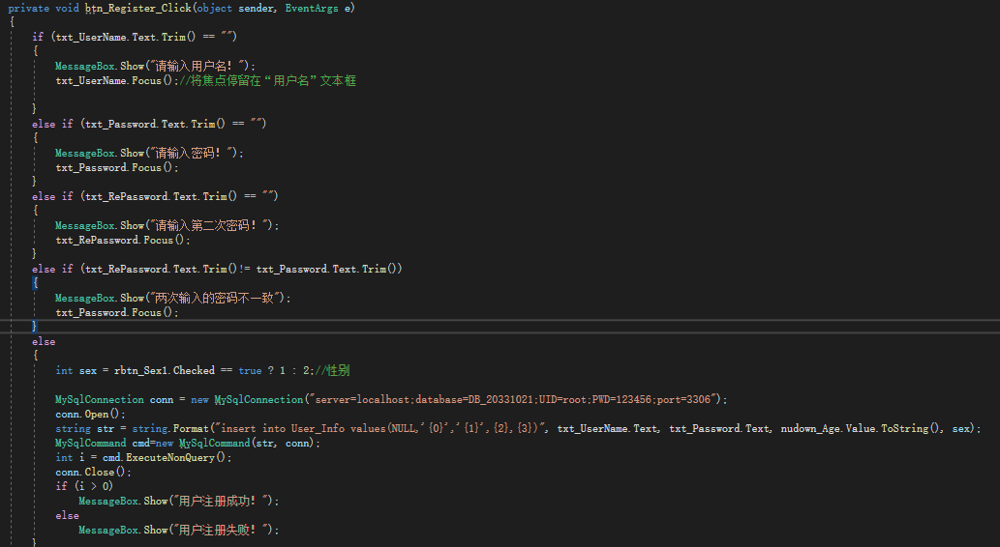 private void btn_Register_Click(object sender, EventArgs e)
{
if (txt_UserName.Text.Trim() == "")
{
MessageBox.Show("请输入用户名！");
txt_UserName.Focus();//将焦点停留在“用户名”文本框
}
else if (txt_Password.Text.Trim() == "")
{
MessageBox.Show("请输入密码！");
txt_Password.Focus();
}
else if (txt_RePassword.Text.Trim() == "")
{
MessageBox.Show("请输入第二次密码！");
txt_RePassword.Focus();
}
else if (txt_RePassword.Text.Trim()!= txt_Password.Text.Trim())
{
MessageBox.Show("两次输入的密码不一致");
txt_Password.Focus();
}
else
{
int sex = rbtn_Sex1.Checked == true ? 1 : 2;//性别
MySqlConnection conn = new MySqlConnection("server=localhost;database=DB_20331021;UID=root;PWD=123456;port=3306");
conn.Open();
string str = string.Format("insert into User_Info values(NULL,'{0}','{1}',{2},{3})", txt_UserName.Text, txt_Password.Text, nudown_Age.Value.ToString(), sex);
MySqlCommand cmd=new MySqlCommand(str, conn);
int i = cmd.ExecuteNonQuery();
conn.Close();
if (i > 0)
MessageBox.Show("用户注册成功！");
else
MessageBox.Show("用户注册失败！");
}